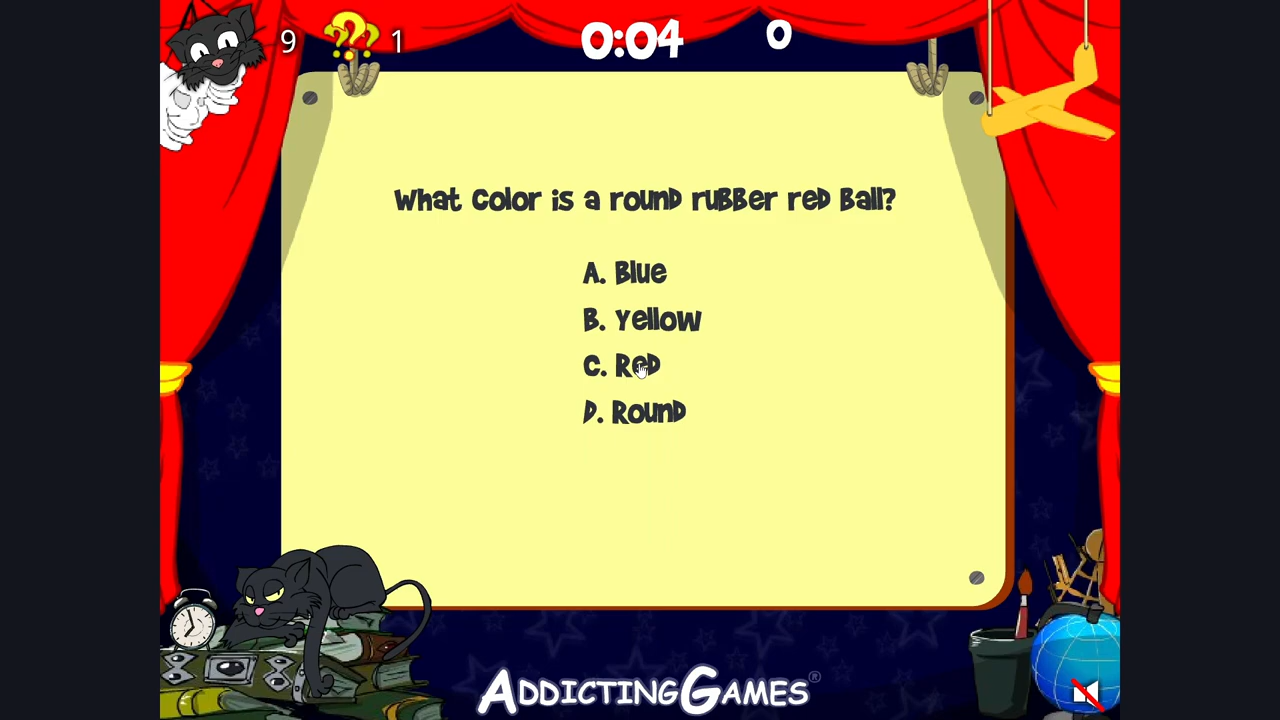 9 ??? 1 0:04 0
What color is a round rubber red ball?
A. Blue
B. Yellow
C. Red
D. Round
ADDICTINGGAMES®